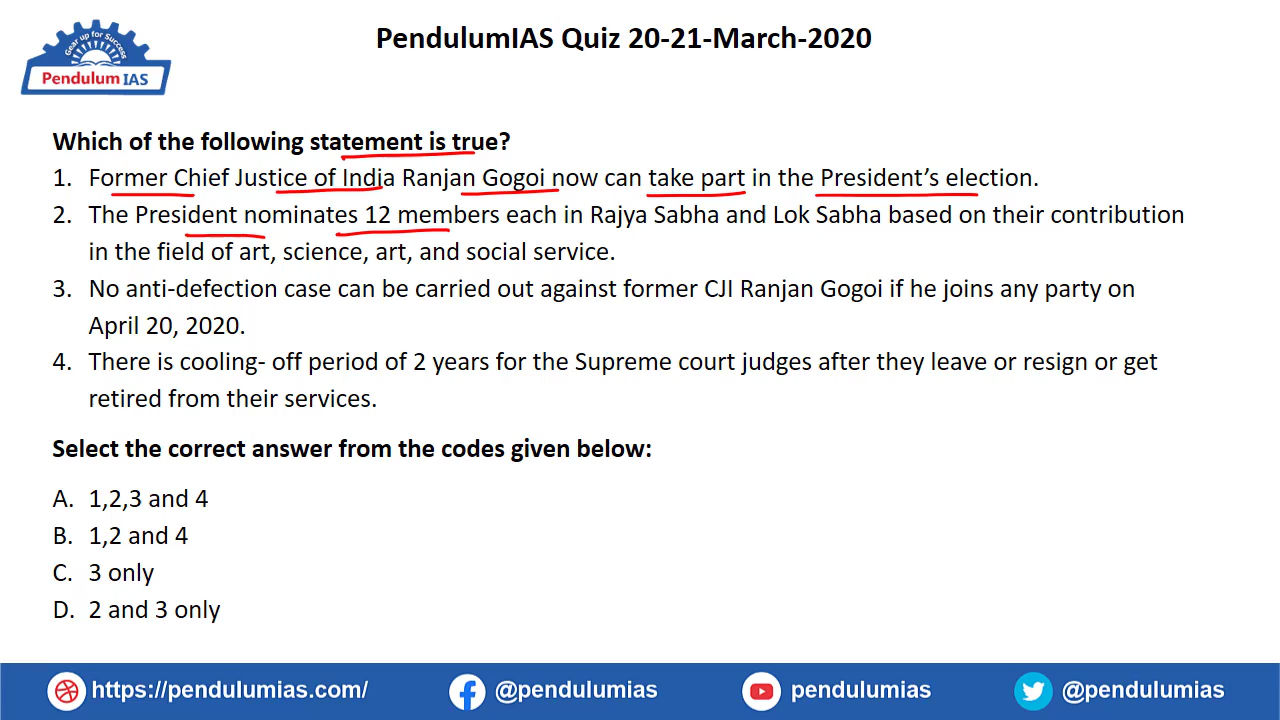 PendulumIAS Quiz 20-21-March-2020
Gear up for Success
Pendulum IAS
Which of the following statement is true?
1. Former Chief Justice of India Ranjan Gogoi now can take part in the President's election.
2. The President nominates 12 members each in Rajya Sabha and Lok Sabha based on their contribution
in the field of art, science, art, and social service.
3. No anti-defection case can be carried out against former CJI Ranjan Gogoi if he joins any party on
April 20, 2020.
4. There is cooling- off period of 2 years for the Supreme court judges after they leave or resign or get
retired from their services.
Select the correct answer from the codes given below:
A. 1,2,3 and 4
B. 1,2 and 4
C. 3 only
D. 2 and 3 only
https://pendulumias.com/ @pendulumias pendulumias @pendulumias